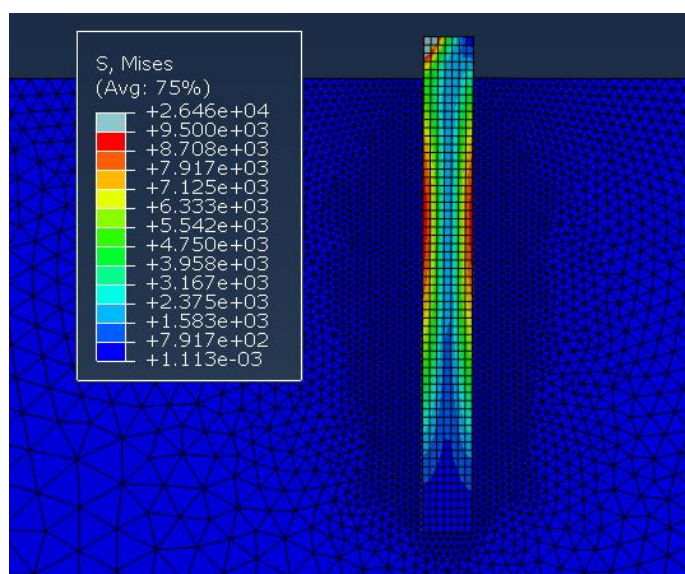 S, Mises
(Avg: 75%)
+2.646e+04
+9.500e+03
+8.708e+03
+7.917e+03
+7.125e+03
+6.333e+03
+5.542e+03
+4.750e+03
+3.958e+03
+3.167e+03
+2.375e+03
+1.583e+03
+7.917e+02
+1.113e-03